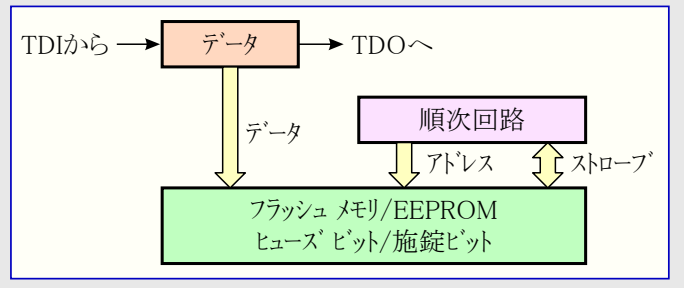 TDIから
データ
TDOへ
順次回路
データ
アドレス
ストローブ
フラッシュ メモリ/EEPROM
ヒューズ ビット/施錠ビット